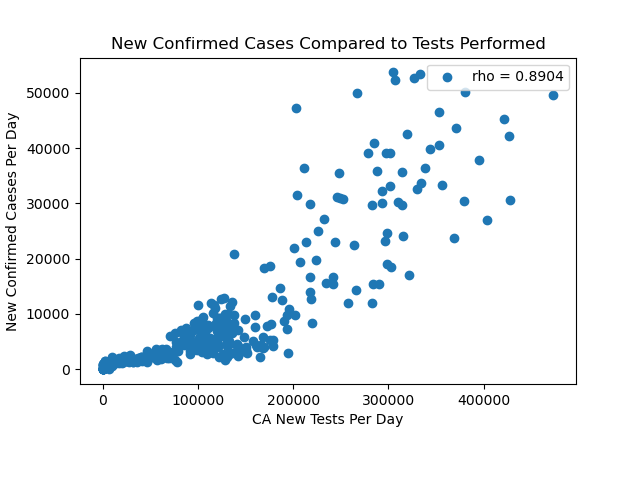 New Confirmed Cases Compared to Tests Performed
rho = 0.8904
50000
40000
30000
20000
10000
0
New Confirmed Caeses Per Day
0 100000 200000 300000 400000
CA New Tests Per Day